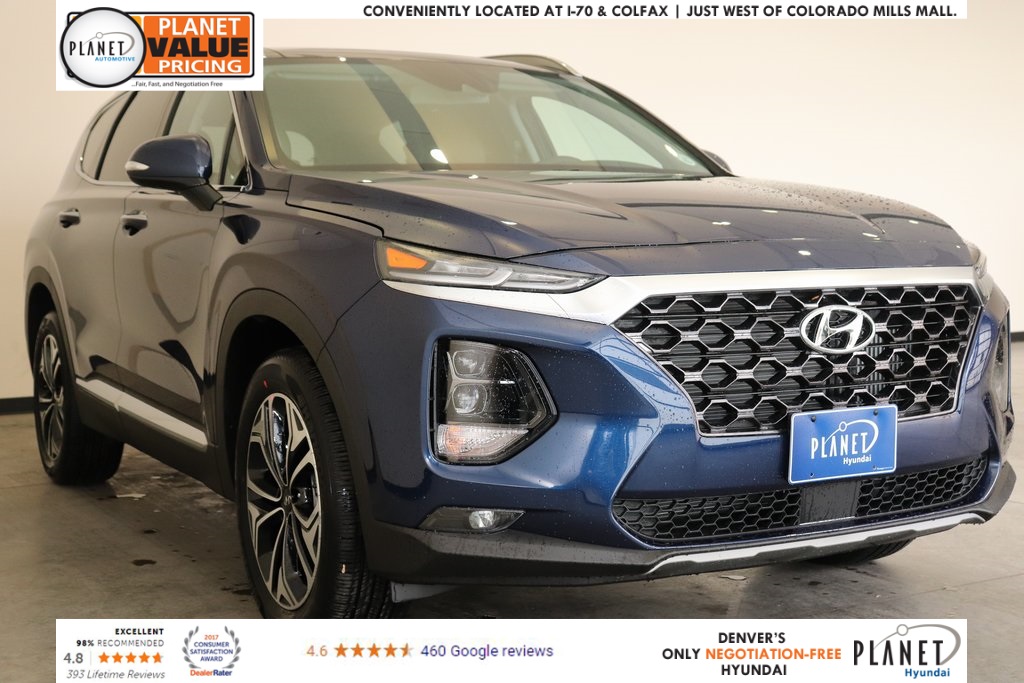 CONVENIENTLY LOCATED AT I-70 & COLFAX | JUST WEST OF COLORADO MILLS MALL.
PLANET
AUTOMOTIVE
PLANET
VALUE
PRICING
...Fair, Fast, and Negotiation Free
PLANET
Hyundai
EXCELLENT
98% RECOMMENDED
4.8
393 Lifetime Reviews
2017
CONSUMER
SATISFACTION
AWARD
DealerRater
4.6
460 Google reviews
DENVER'S
ONLY NEGOTIATION-FREE
HYUNDAI
PLANET
Hyundai